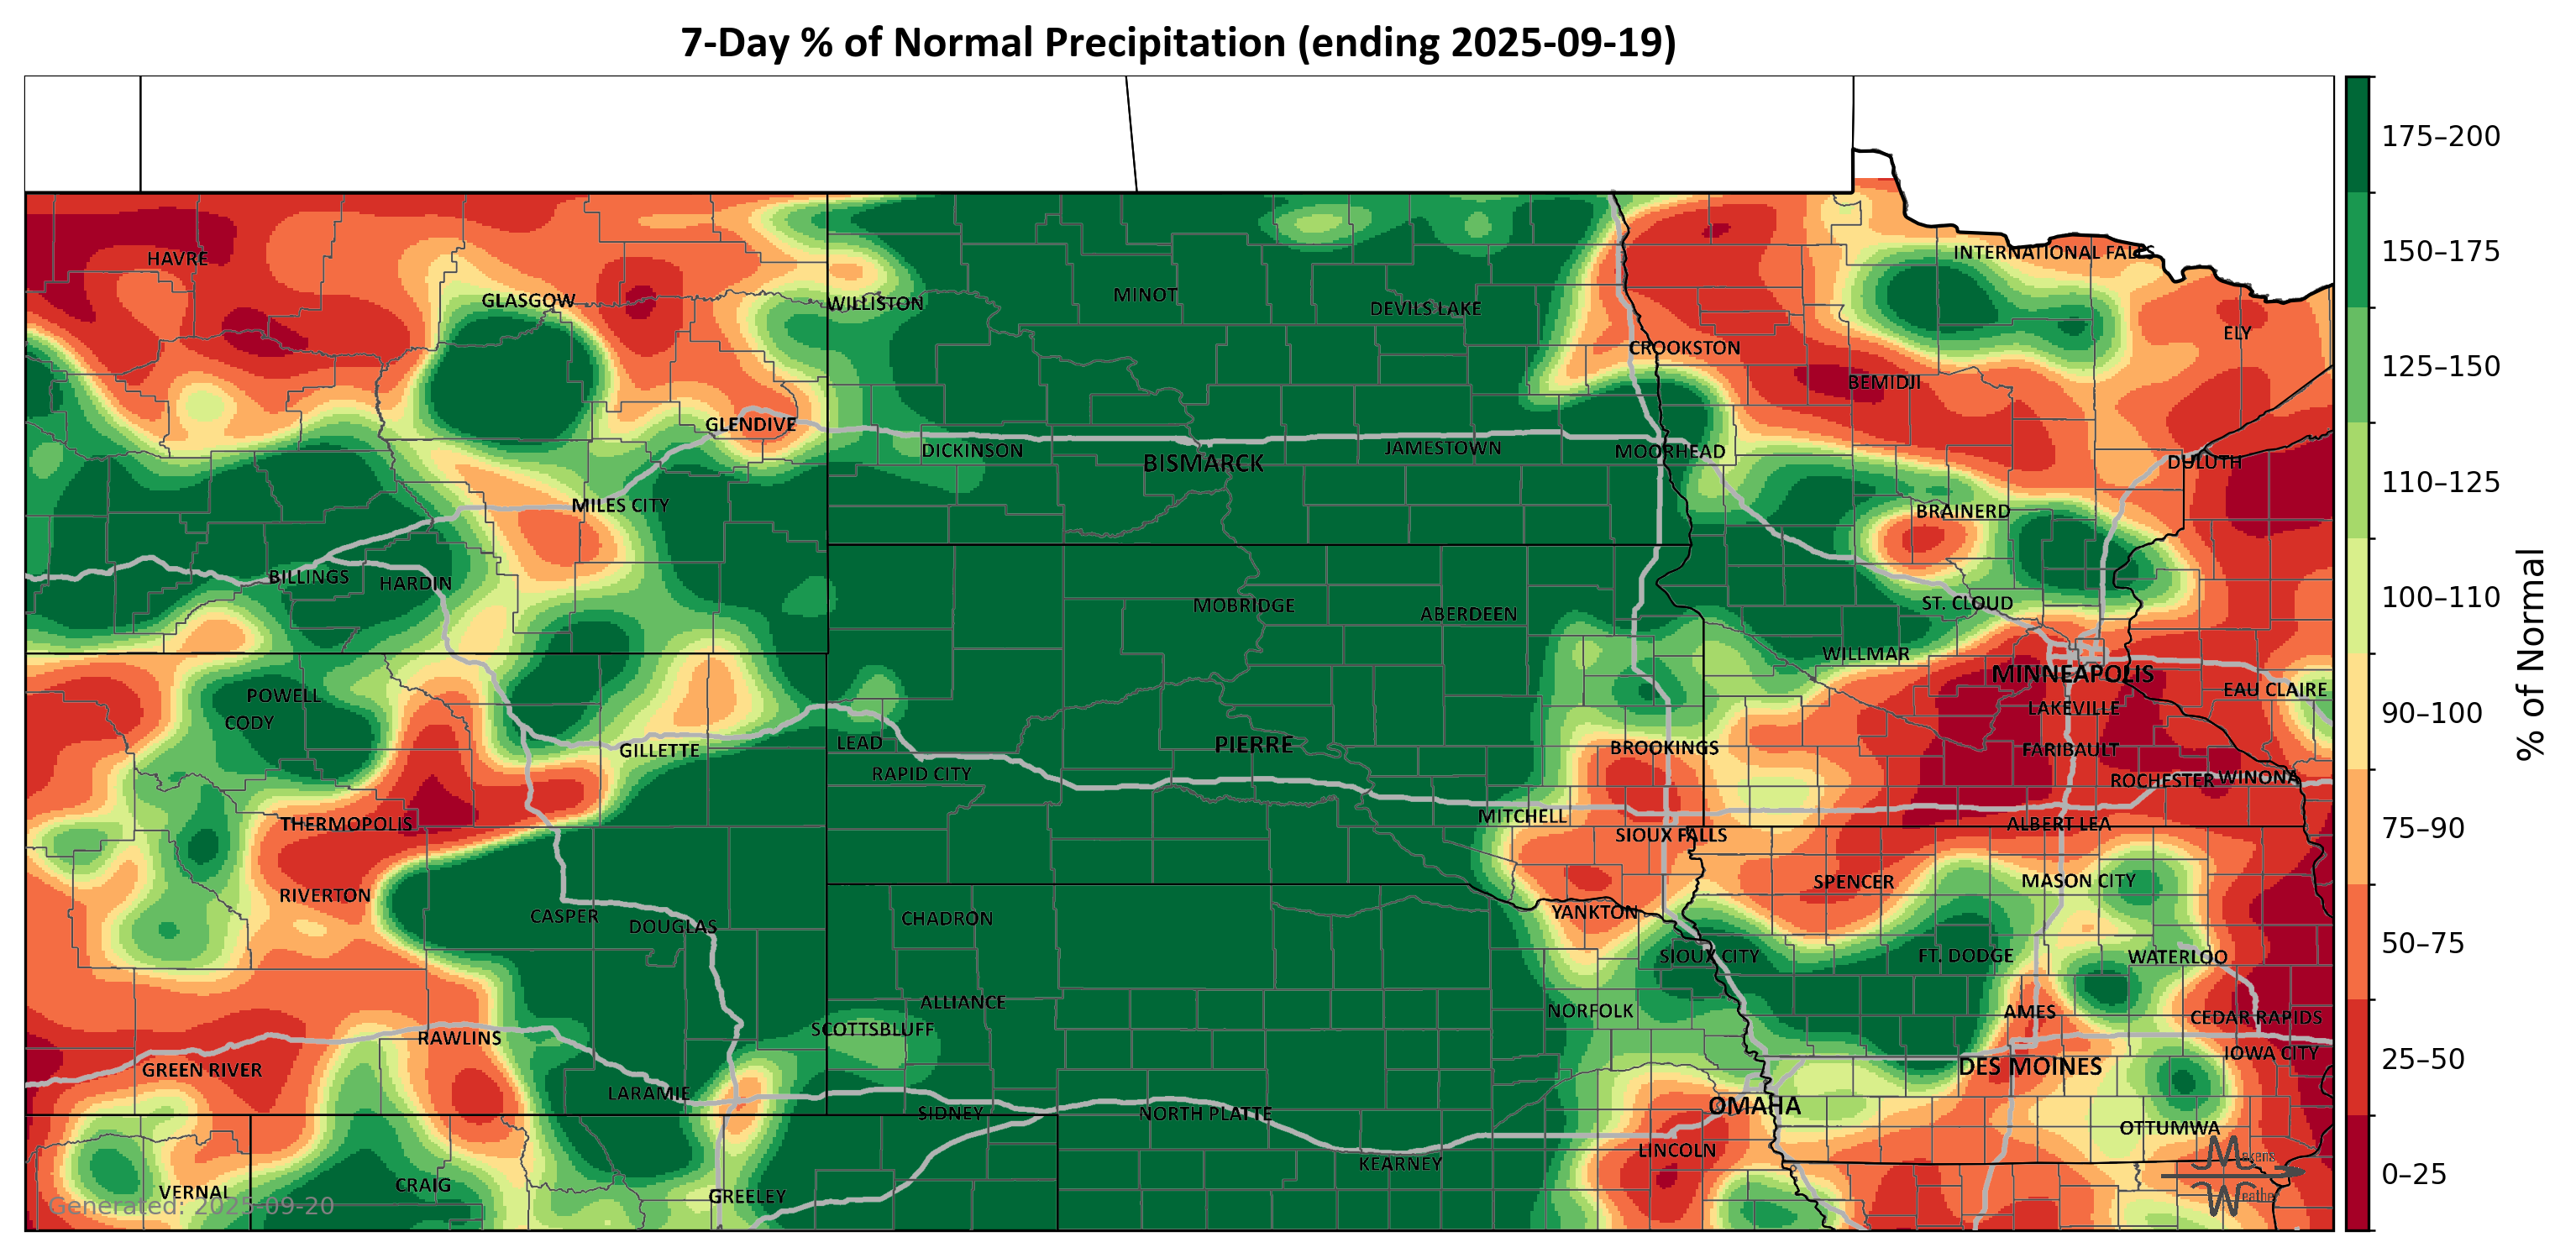 7-Day % of Normal Precipitation (ending 2025-09-19)
175–200
INTERNATIONAL FALLS
150–175
HAVRE
GLASGOW
WILLISTON
MINOT
DEVILS LAKE
ELY
CROOKSTON
125–150
BEMIDJI
GLENDIVE
DICKINSON
BISMARCK
JAMESTOWN
MOORHEAD
DULUTH
110–125
MILES CITY
BRAINERD
BILLINGS
HARDIN
MOBRIDGE
ABERDEEN
ST. CLOUD
100–110
WILLMAR
MINNEAPOLIS
EAU CLAIRE
POWELL
CODY
LAKEVILLE
90–100
GILLETTE
LEAD
PIERRE
BROOKINGS
FARIBAULT
RAPID CITY
ROCHESTER
WINONA
THERMOPOLIS
MITCHELL
SIOUX FALLS
ALBERT LEA
75–90
RIVERTON
SPENCER
MASON CITY
CASPER
DOUGLAS
CHADRON
YANKTON
50–75
SIOUX CITY
FT. DODGE
WATERLOO
ALLIANCE
NORFOLK
AMES
CEDAR RAPIDS
SCOTTSBLUFF
RAWLINS
IOWA CITY
GREEN RIVER
DES MOINES
25–50
LARAMIE
SIDNEY
NORTH PLATTE
OMAHA
OTTUMWA
KEARNEY
LINCOLN
Makens
Weather
0–25
VERNAL
CRAIG
GREELEY
Generated: 2025-09-20
% of Normal